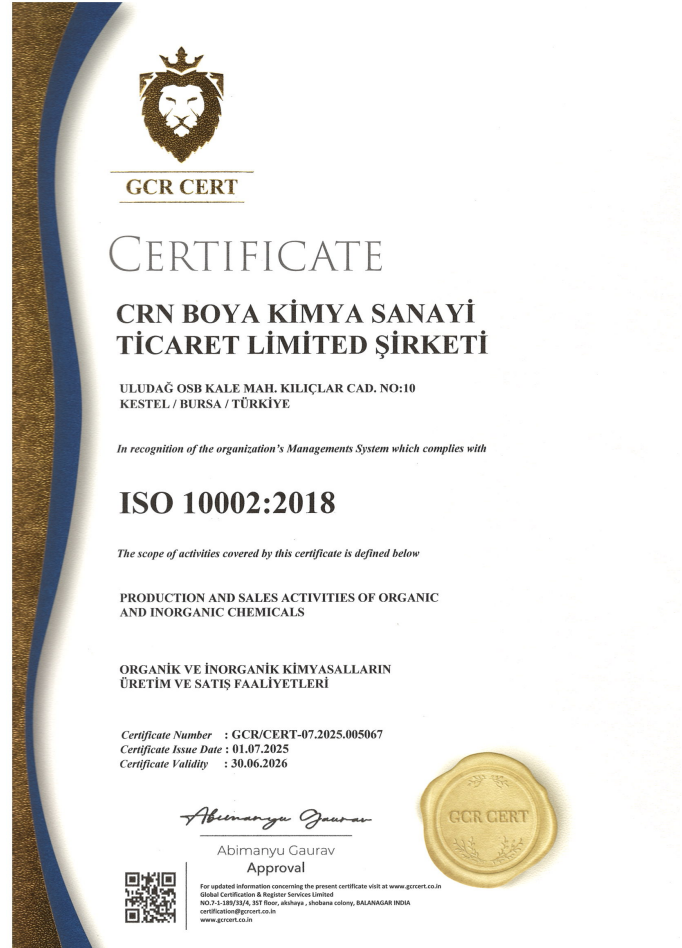 GCR CERT
CERTIFICATE
CRN BOYA KİMYA SANAYİ
TİCARET LİMİTED ŞİRKETİ
ULUDAĞ OSB KALE MAH. KILIÇLAR CAD. NO:10
KESTEL / BURSA / TÜRKİYE
In recognition of the organization's Managements System which complies with
ISO 10002:2018
The scope of activities covered by this certificate is defined below
PRODUCTION AND SALES ACTIVITIES OF ORGANIC
AND INORGANIC CHEMICALS
ORGANİK VE İNORGANİK KİMYASALLARIN
ÜRETİM VE SATIŞ FAALİYETLERİ
Certificate Number : GCR/CERT-07.2025.005067
Certificate Issue Date : 01.07.2025
Certificate Validity : 30.06.2026
GCR CERT
Abimanyu Gaurav
Abimanyu Gaurav
Approval
For updated information concerning the present certificate visit at www.gcrcert.co.in
Global Certification & Register Services Limited
NO.7-1-189/33/4, 35T floor, akshaya , shobana colony, BALANAGAR INDIA
certification@gcrcert.co.in
www.gcrcert.co.in